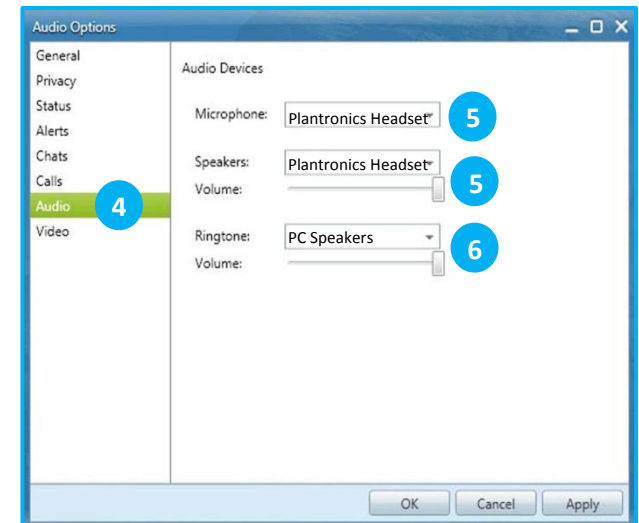 Audio Options
General
Privacy
Status
Alerts
Chats
Calls
Audio 4
Video
Audio Devices
Microphone: Plantronics Headset 5
Speakers: Plantronics Headset
Volume: 5
Ringtone: PC Speakers
Volume: 6
OK Cancel Apply